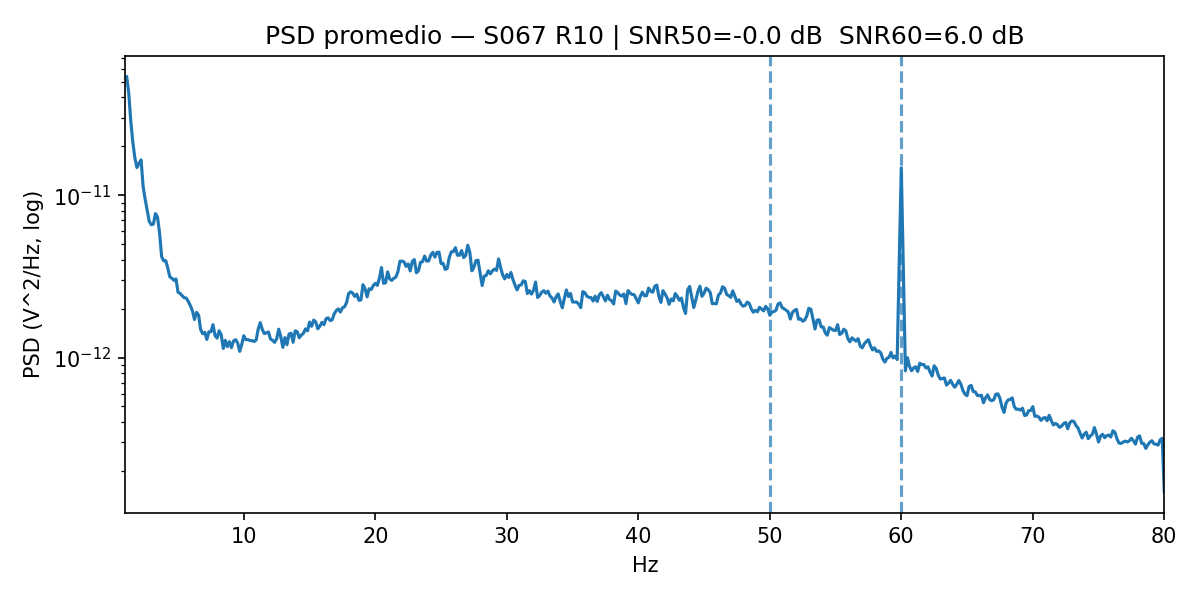 PSD promedio — S067 R10 | SNR50=-0.0 dB  SNR60=6.0 dB
PSD (V^2/Hz, log)
10⁻¹¹
10⁻¹²
10 20 30 40 50 60 70 80
Hz